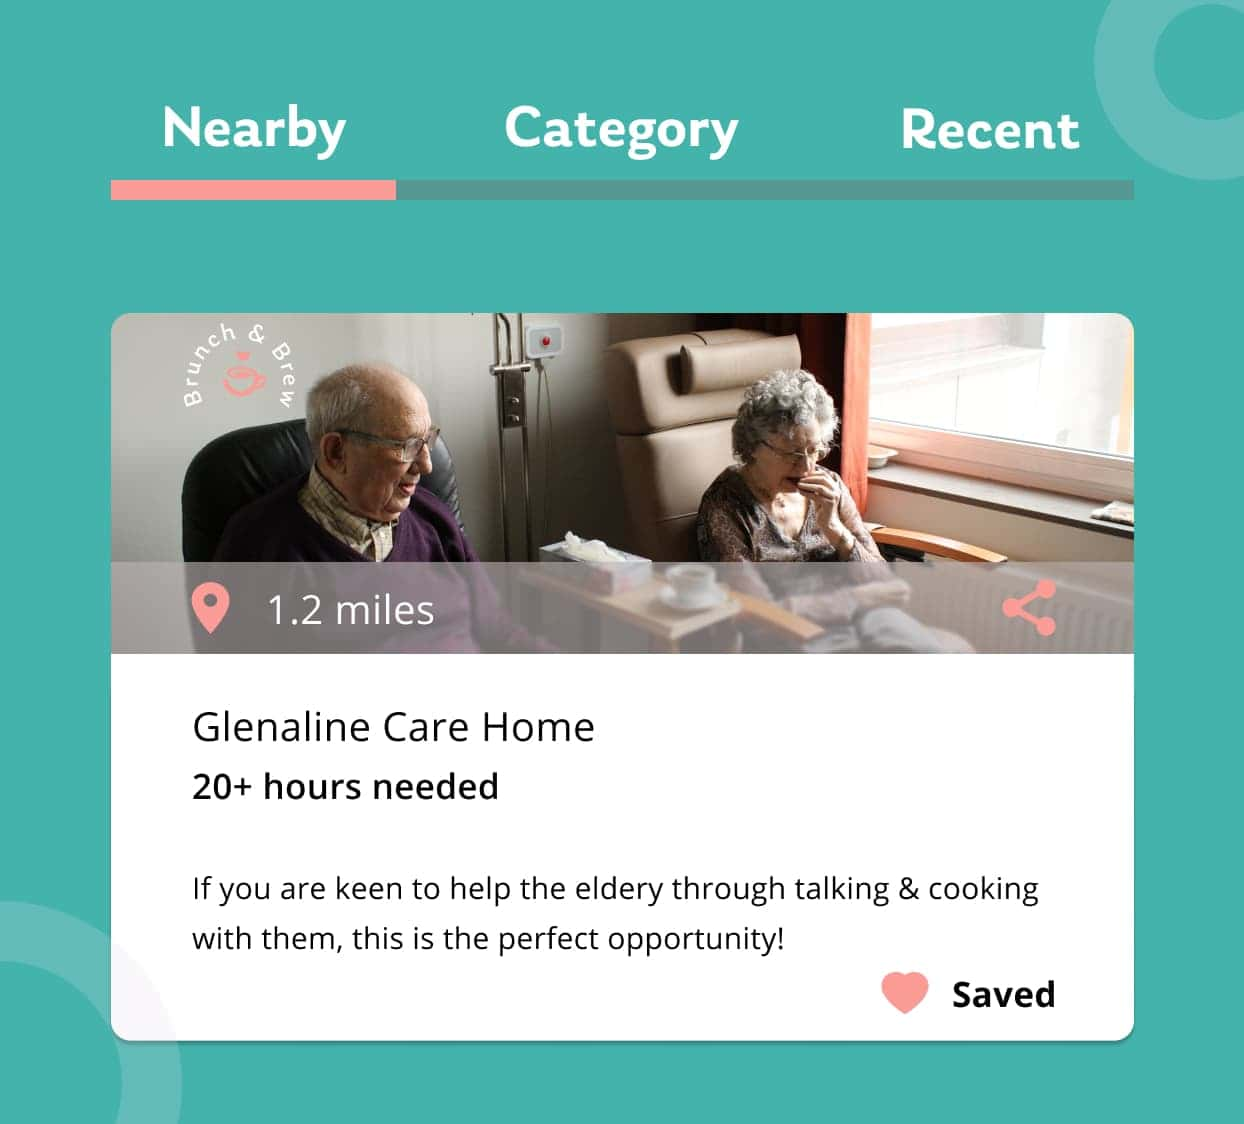 Nearby Category Recent
Brunch & Brew
1.2 miles
Glenaline Care Home
20+ hours needed
If you are keen to help the eldery through talking & cooking
with them, this is the perfect opportunity!
Saved